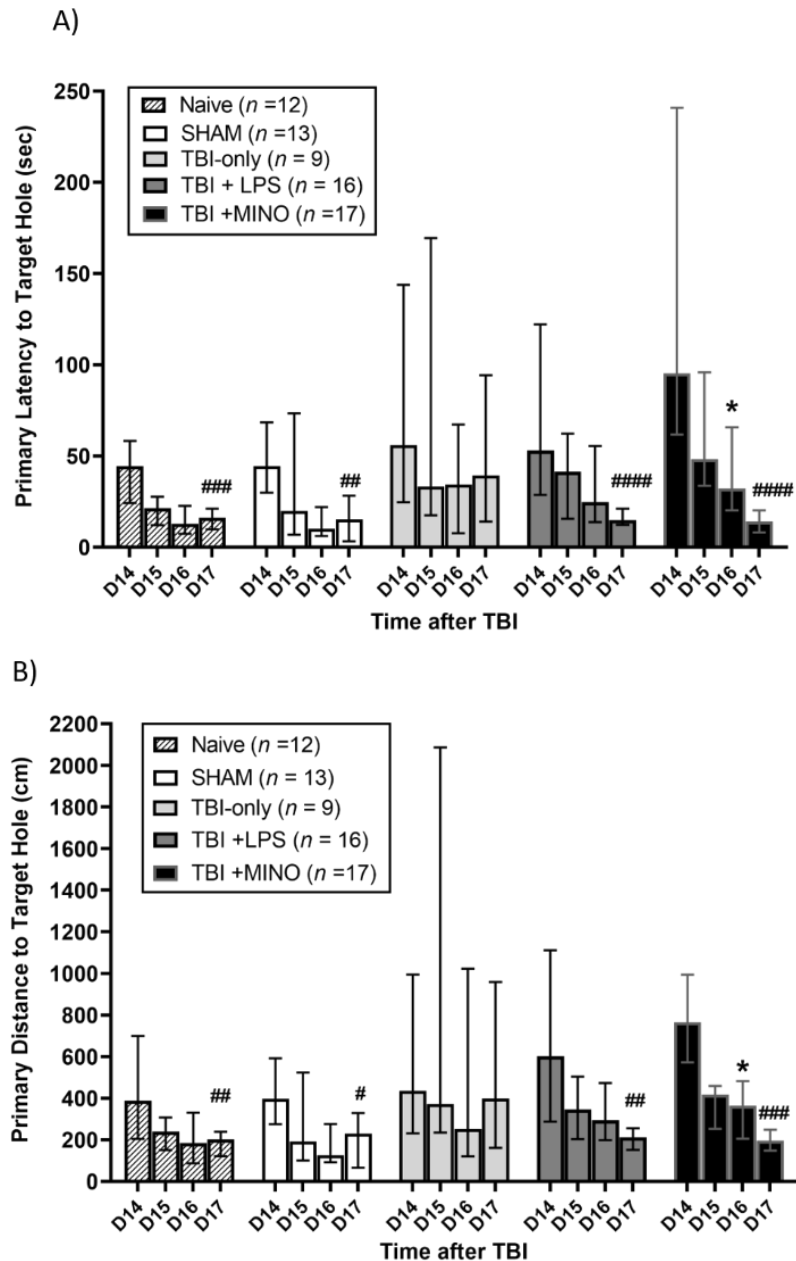 A)
Primary Latency to Target Hole (sec)
250
200
150
100
50
0
Naive (n =12)
SHAM (n =13)
TBI-only (n = 9)
TBI + LPS (n = 16)
TBI +MINO (n =17)
###
##
####
*
####
D14 D15 D16 D17 D14 D15 D16 D17 D14 D15 D16 D17 D14 D15 D16 D17 D14 D15 D16 D17
Time after TBI
B)
Primary Distance to Target Hole (cm)
2200
2000
1800
1600
1400
1200
1000
800
600
400
200
0
Naive (n =12)
SHAM (n = 13)
TBI-only (n = 9)
TBI +LPS (n = 16)
TBI +MINO (n =17)
##
#
##
*
###
D14 D15 D16 D17 D14 D15 D16 D17 D14 D15 D16 D17 D14 D15 D16 D17 D14 D15 D16 D17
Time after TBI